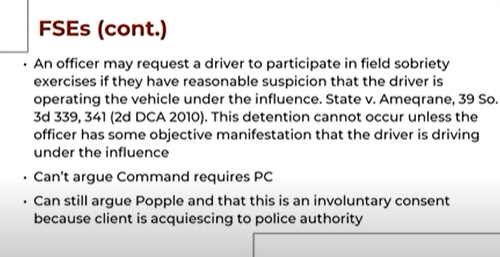 FSEs (cont.)
• An officer may request a driver to participate in field sobriety
exercises if they have reasonable suspicion that the driver is
operating the vehicle under the influence. State v. Ameqrane, 39 So.
3d 339, 341 (2d DCA 2010). This detention cannot occur unless the
officer has some objective manifestation that the driver is driving
under the influence
• Can't argue Command requires PC
• Can still argue Popple and that this is an involuntary consent
because client is acquiescing to police authority